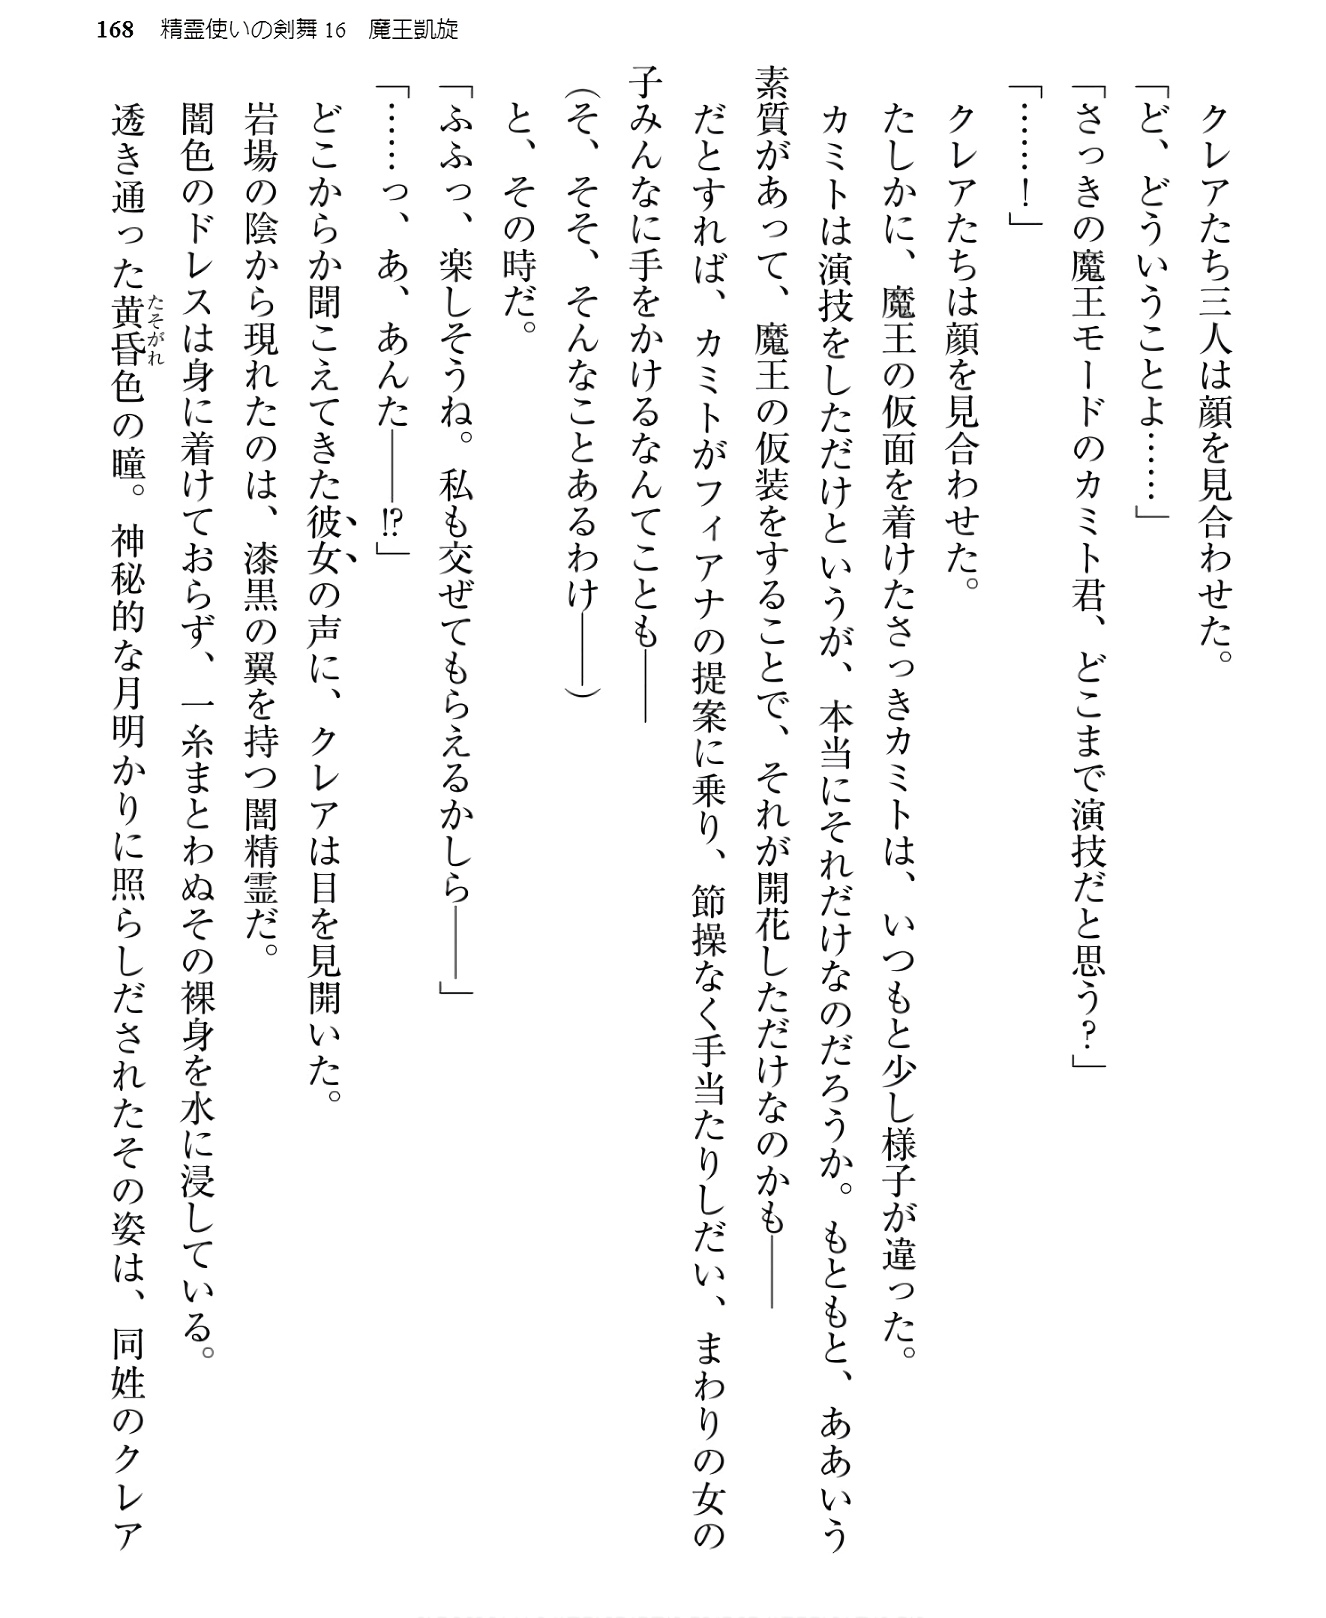 168 精霊使いの剣舞16 魔王凱旋
クレアたち三人は顔を見合わせた。
「ど、どういうことよ……」
「さっきの魔王モードのカミト君、どこまで演技だと思う?」
「……!」
クレアたちは顔を見合わせた。
たしかに、魔王の仮面を着けたさっきカミトは、いつもと少し様子が違った。
カミトは演技をしただけというが、本当にそれだけなのだろうか。もともと、ああいう
素質があって、魔王の仮装をすることで、それが開花しただけなのかも――
だとすれば、カミトがフィアナの提案に乗り、節操なく手当たりしだい、まわりの女の
子みんなに手をかけるなんてことも――
(そ、そそ、そんなことあるわけ――)
と、その時だ。
「ふふっ、楽しそうね。私も交ぜてもらえるかしら――」
「……っ、あ、あんた――!?」
どこからか聞こえてきた彼女の声に、クレアは目を見開いた。
岩場の陰から現れたのは、漆黒の翼を持つ闇精霊だ。
闇色のドレスは身に着けておらず、一糸まとわぬその裸身を水に浸している。
透き通った黄昏色の瞳。神秘的な月明かりに照らしだされたその姿は、同姓のクレア
たそがれ